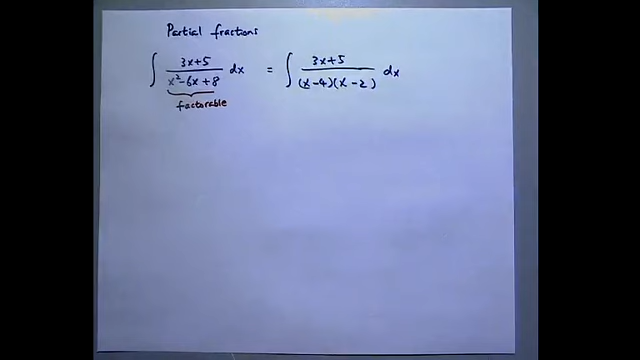 Partial fractions
∫ (3x+5)/(x²-6x+8) dx = ∫ (3x+5)/((x-4)(x-2)) dx
factorable